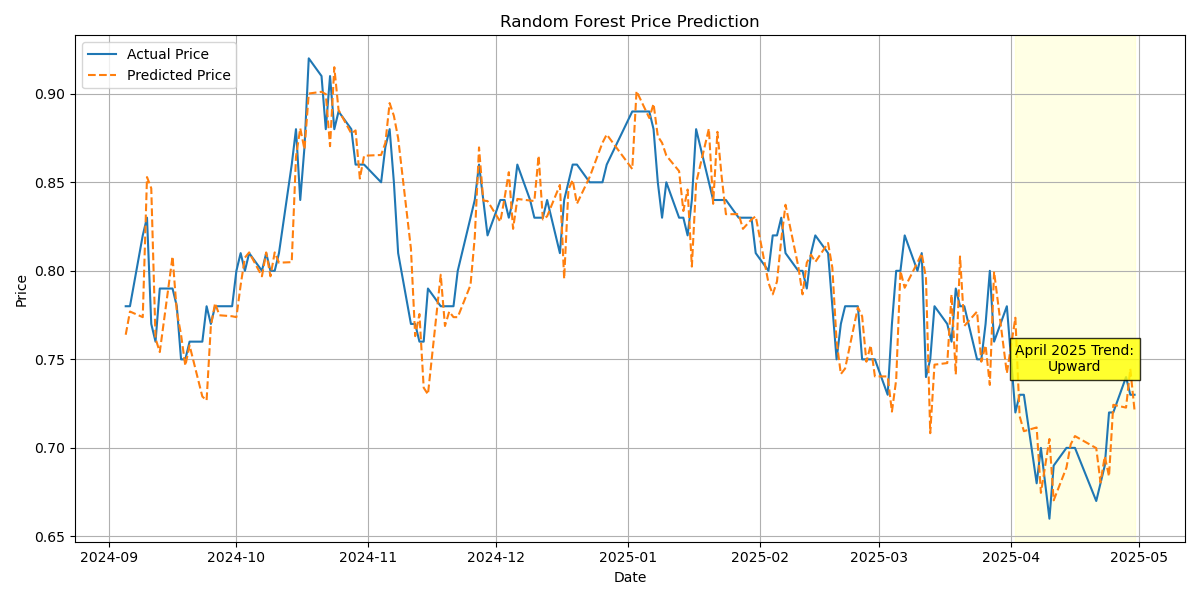 Random Forest Price Prediction
Actual Price
Predicted Price
Price
0.90
0.85
0.80
0.75
0.70
0.65
April 2025 Trend:
Upward
2024-09 2024-10 2024-11 2024-12 2025-01 2025-02 2025-03 2025-04 2025-05
Date